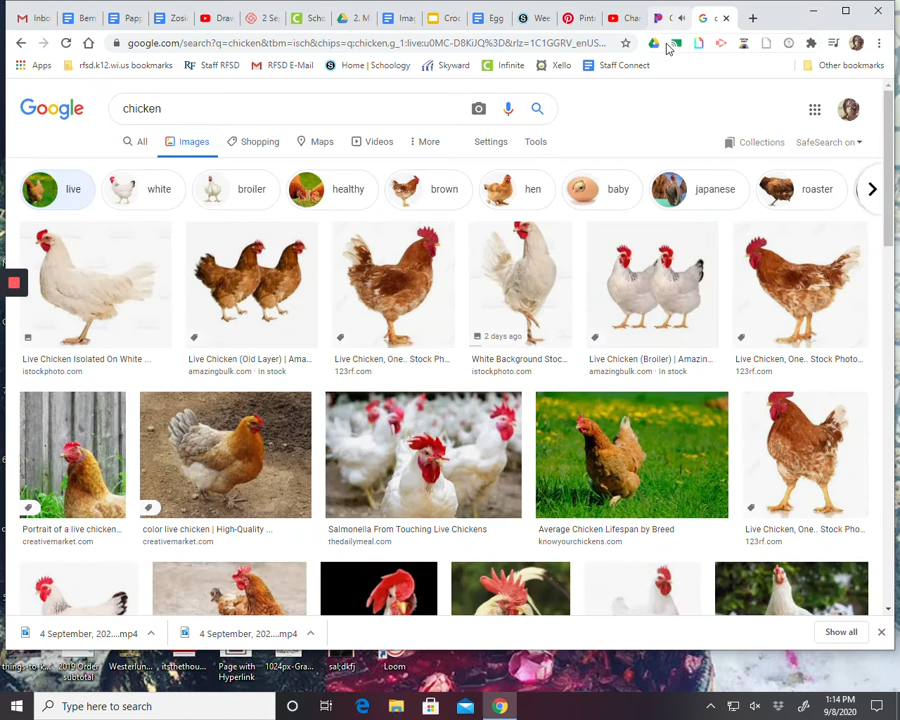 Inbo
Bem
Papp
Zosi
Drav
2 Sep
Scho
2. M
Imag
Croc
Egg
Wee
Pinte
Cha
google.com/search?q=chicken&tbm=isch&chips=q:chicken,g_1:live:u0MC-D8KiJQ%3D&rlz=1C1GGRV_enUS...
Apps
rfsd.k12.wi.us bookmarks
Staff RFSD
RFSD E-Mail
Home | Schoology
Skyward
Infinite
Xello
Staff Connect
Other bookmarks
Google
chicken
All
Images
Shopping
Maps
Videos
More
Settings
Tools
Collections
SafeSearch on
live
white
broiler
healthy
brown
hen
baby
japanese
roaster
2 days ago
Live Chicken Isolated On White ...
istockphoto.com
Live Chicken (Old Layer) | Ama...
amazingbulk.com · In stock
Live Chicken, One.. Stock Ph...
123rf.com
White Background Stoc...
istockphoto.com
Live Chicken (Broiler) | Amazin...
amazingbulk.com · In stock
Live Chicken, One.. Stock Photo...
123rf.com
Portrait of a live chicken...
creativemarket.com
color live chicken | High-Quality ...
creativemarket.com
Salmonella From Touching Live Chickens
thedailymeal.com
Average Chicken Lifespan by Breed
knowyourchickens.com
Live Chicken, One.. Stock Pho...
123rf.com
4 September, 202....mp4
4 September, 202....mp4
Show all
things to k...
2019 Order
subtotal
Westerlun...
itsthethou...
Page with
Hyperlink
1024px-Gra...
sal;dkfj
Loom
Type here to search
1:14 PM
9/8/2020